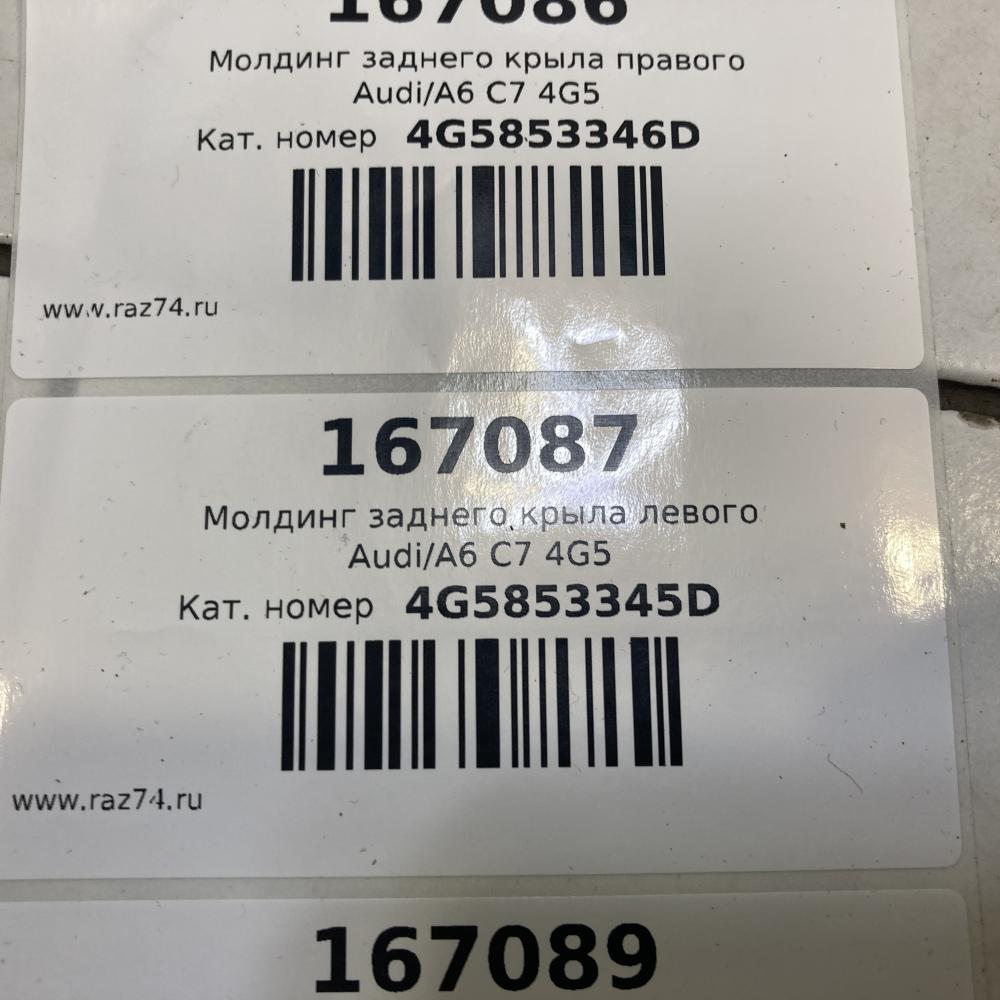 167086
Молдинг заднего крыла правого
Audi/A6 C7 4G5
Кат. номер 4G5853346D
www.raz74.ru
167087
Молдинг заднего крыла левого
Audi/A6 C7 4G5
Кат. номер 4G5853345D
www.raz74.ru
167089